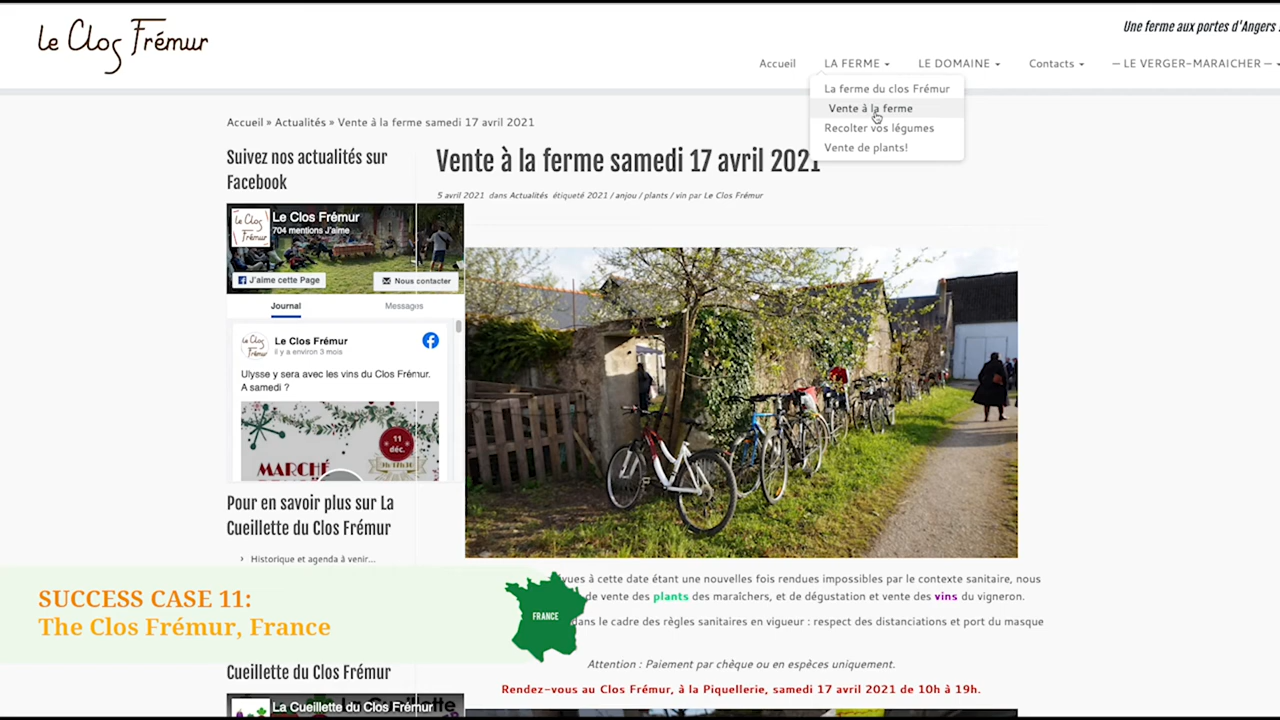 Le Clos Frémur
Une ferme aux portes d'Angers
Accueil
LA FERME
LE DOMAINE
Contacts
— LE VERGER-MARAICHER —
La ferme du clos Frémur
Vente à la ferme
Recolter vos légumes
Vente de plants!
Accueil » Actualités » Vente à la ferme samedi 17 avril 2021
Suivez nos actualités sur
Facebook
Le Clos Frémur
Le Clos Frémur
704 mentions J'aime
J'aime cette Page
Nous contacter
Journal
Messages
Le Clos Frémur
Le Clos Frémur
il y a environ 3 mois
Ulysse y sera avec les vins du Clos Frémur.
A samedi ?
11
déc.
MARCHÉ
Pour en savoir plus sur La
Cueillette du Clos Frémur
› Historique et agenda à venir...
Vente à la ferme samedi 17 avril 2021
5 avril 2021 dans Actualités étiqueté 2021 / anjou / plants / vin par Le Clos Frémur
à cette date étant une nouvelles fois rendues impossibles par le contexte sanitaire, nous
de vente des plants des maraîchers, et de dégustation et vente des vins du vigneron.
dans le cadre des règles sanitaires en vigueur : respect des distanciations et port du masque
Attention : Paiement par chèque ou en espèces uniquement.
Rendez-vous au Clos Frémur, à la Piquellerie, samedi 17 avril 2021 de 10h à 19h.
SUCCESS CASE 11:
The Clos Frémur, France
FRANCE
Cueillette du Clos Frémur
La Cueillette du Clos Frémur